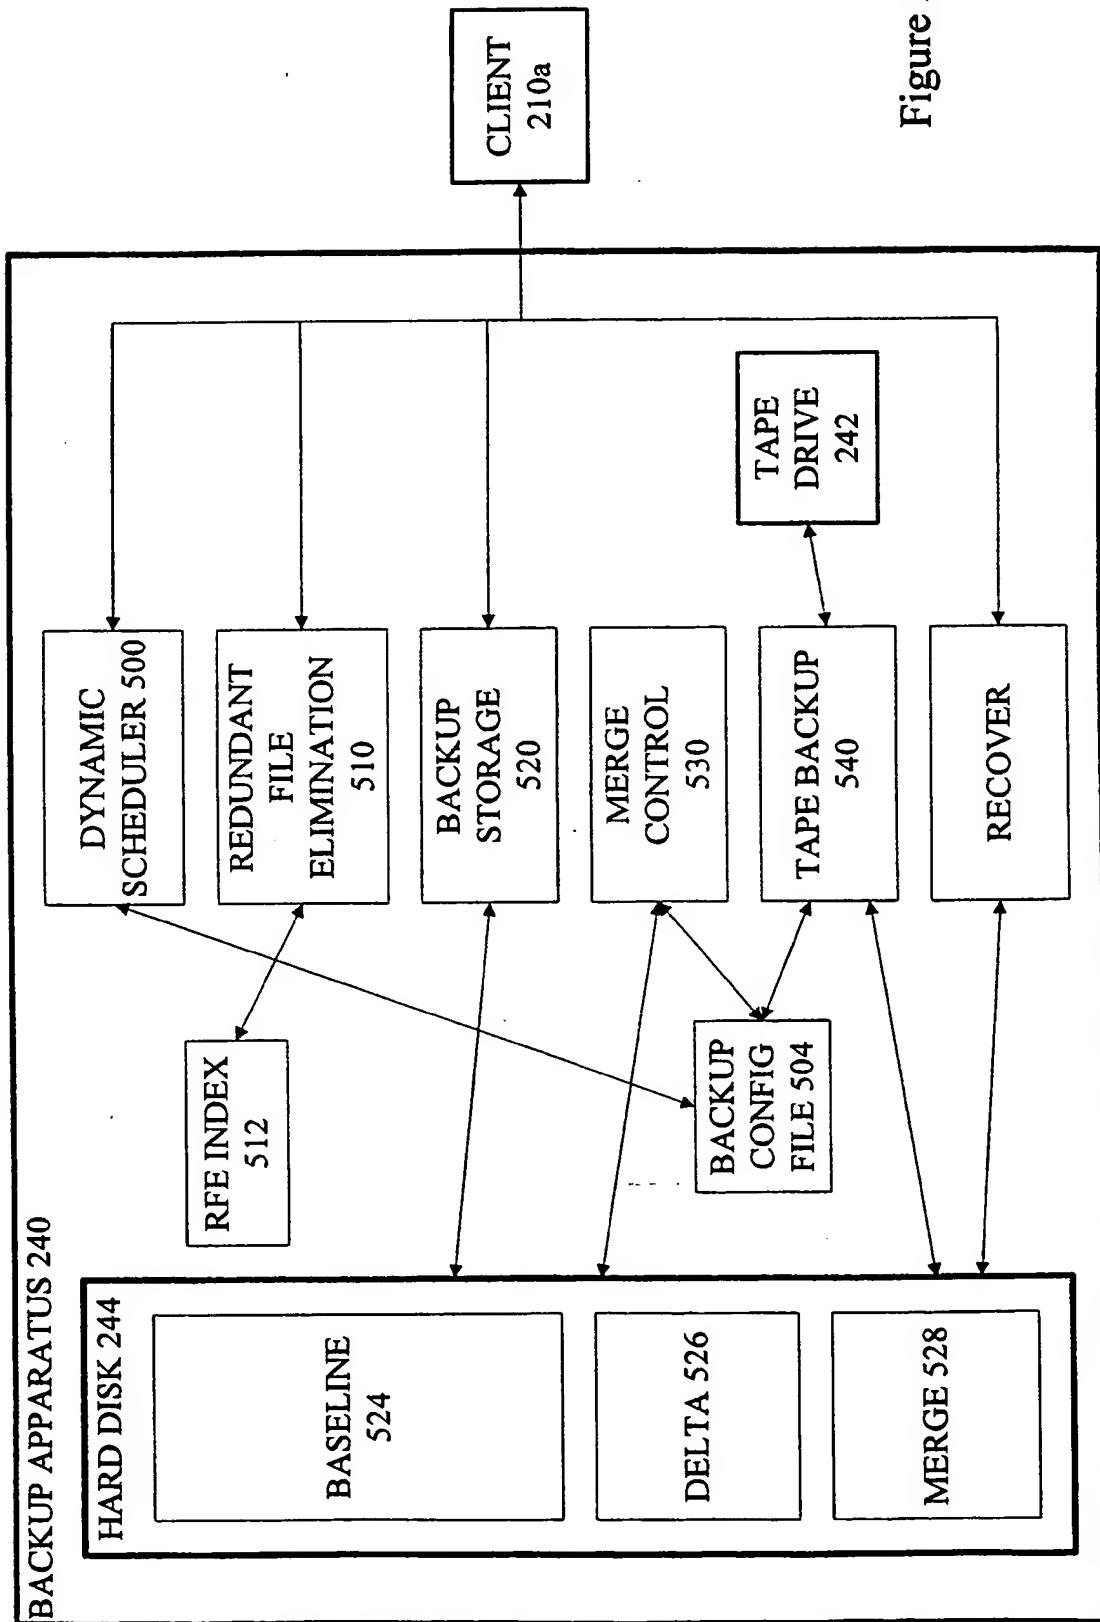 BACKUP APPARATUS 240
HARD DISK 244
BASELINE
524
DELTA 526
MERGE 528
RFE INDEX
512
BACKUP
CONFIG
FILE 504
DYNAMIC
SCHEDULER 500
REDUNDANT
FILE
ELIMINATION
510
BACKUP
STORAGE
520
MERGE
CONTROL
530
TAPE BACKUP
540
RECOVER
TAPE
DRIVE
242
CLIENT
210a
Figure